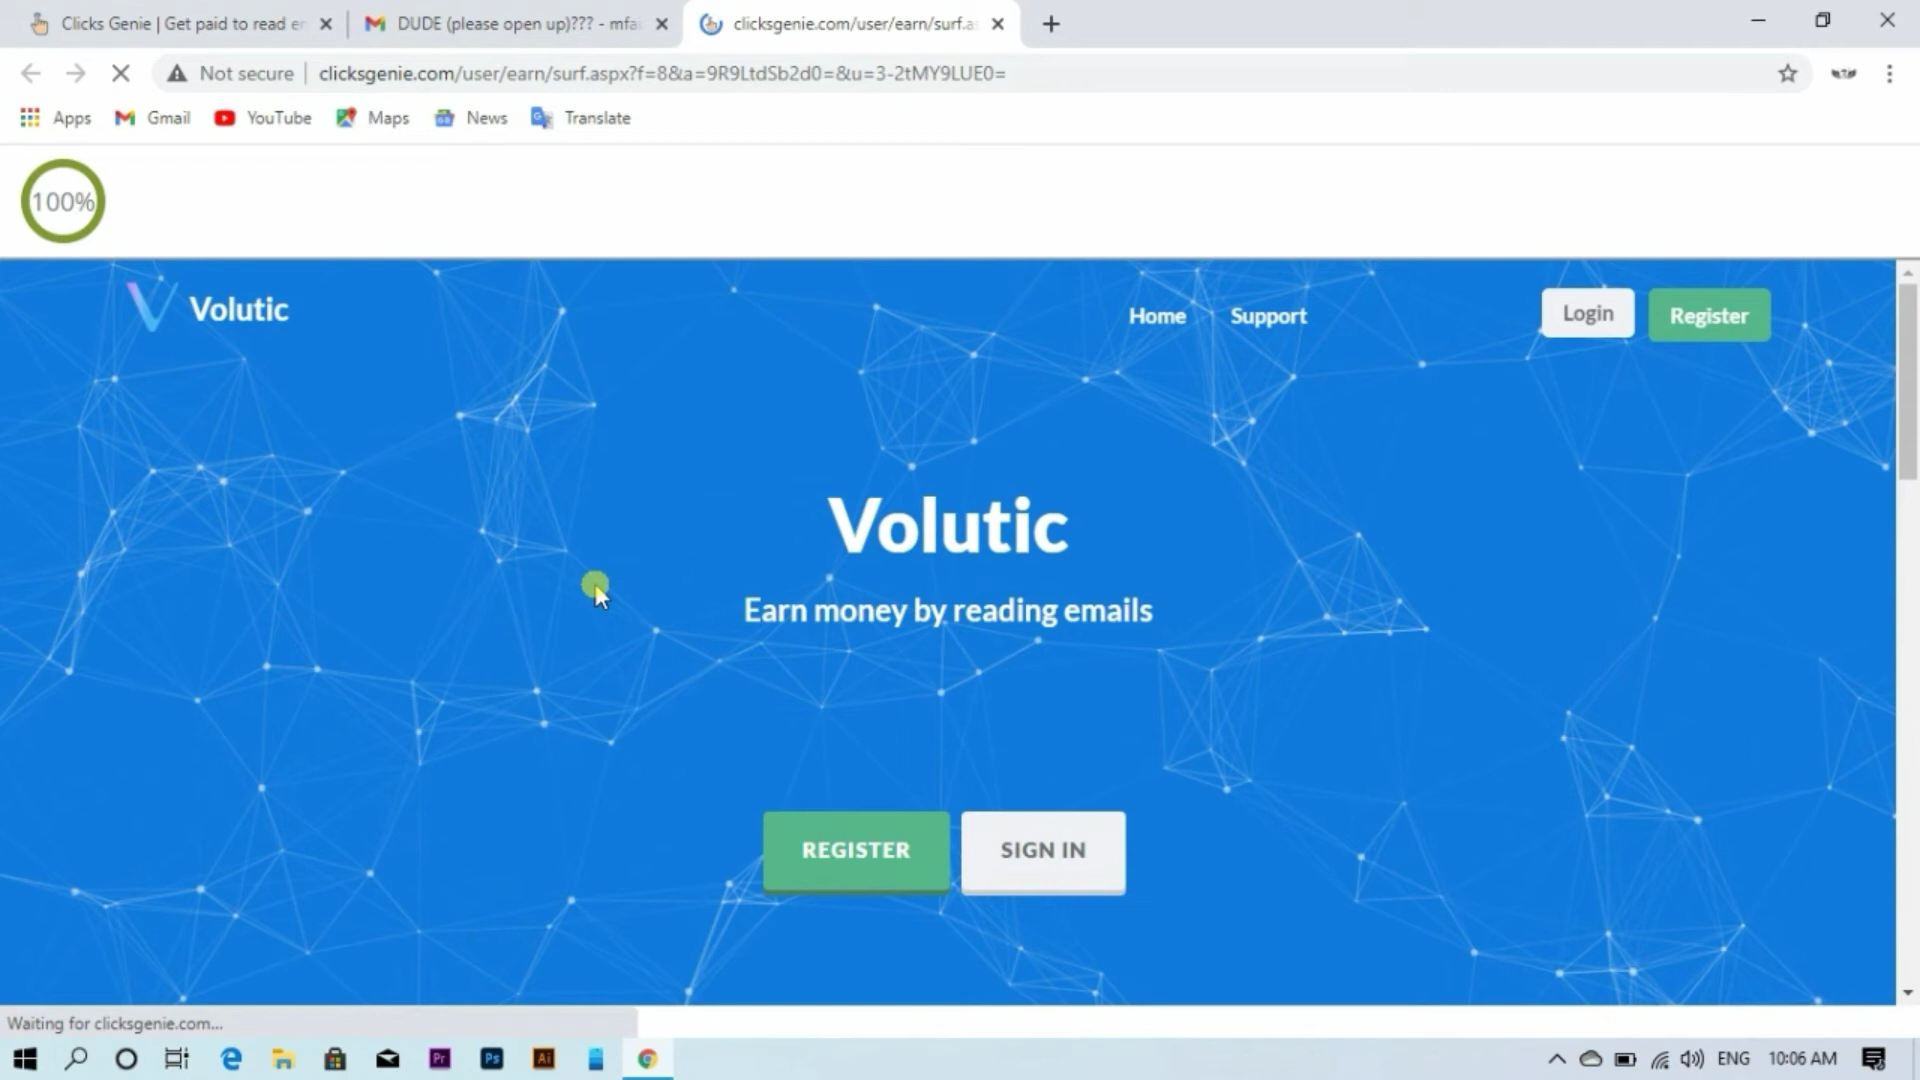 Clicks Genie | Get paid to read e
DUDE (please open up)??? - mfa
clicksgenie.com/user/earn/surf.a
Not secure
clicksgenie.com/user/earn/surf.aspx?f=8&a=9R9LtdSb2d0=&u=3-2tMY9LUE0=
Apps
Gmail
YouTube
Maps
News
Translate
100%
Volutic
Home
Support
Login
Register
Volutic
Earn money by reading emails
REGISTER
SIGN IN
Waiting for clicksgenie.com...
Pr
Ps
Ai
ENG
10:06 AM